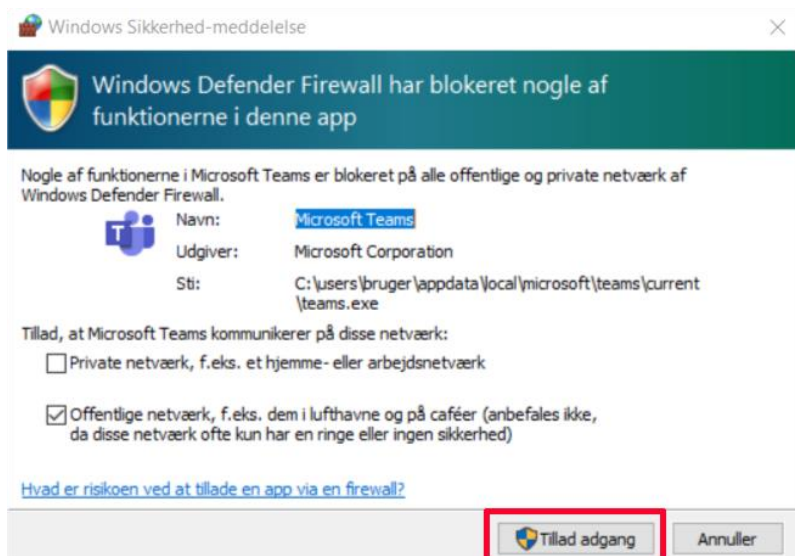 Windows Sikkerhed-meddelelse
Windows Defender Firewall har blokeret nogle af
funktionerne i denne app
Nogle af funktionerne i Microsoft Teams er blokeret på alle offentlige og private netværk af
Windows Defender Firewall.
Navn: Microsoft Teams
Udgiver: Microsoft Corporation
Sti: C:\users\bruger\appdata\local\microsoft\teams\current
\teams.exe
Tillad, at Microsoft Teams kommunikerer på disse netværk:
Private netværk, f.eks. et hjemme- eller arbejdsnetværk
Offentlige netværk, f.eks. dem i lufthavne og på caféer (anbefales ikke,
da disse netværk ofte kun har en ringe eller ingen sikkerhed)
Hvad er risikoen ved at tillade en app via en firewall?
Tillad adgang Annuller